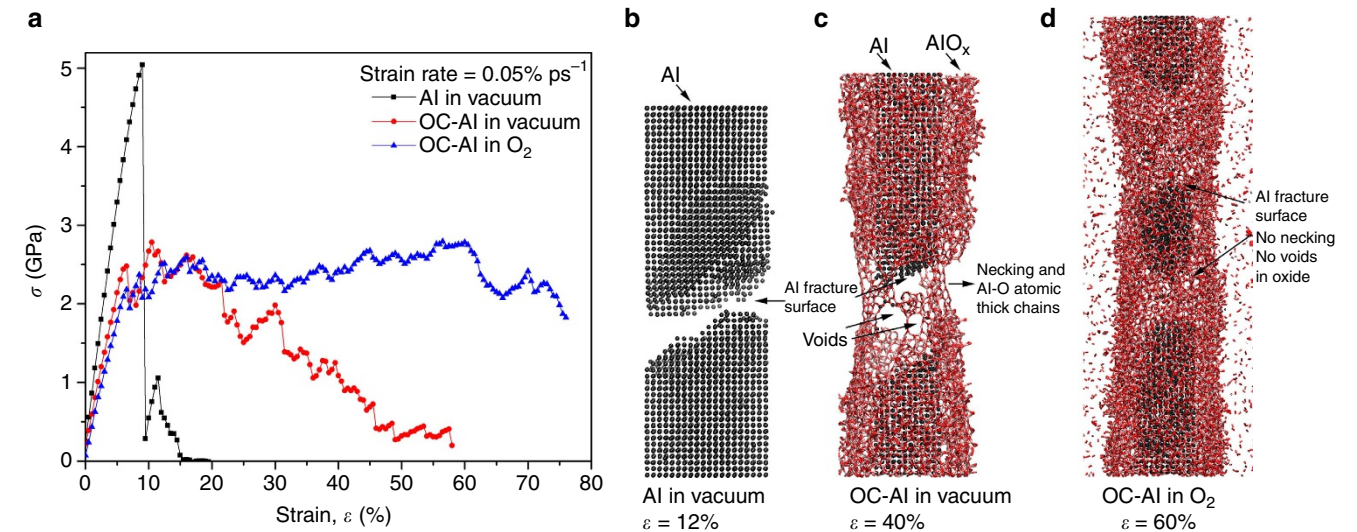 a
5
4
3
2
1
0
σ (GPa)
Strain rate = 0.05% ps⁻¹
Al in vacuum
OC-Al in vacuum
OC-Al in O₂
0 10 20 30 40 50 60 70 80
Strain, ε (%)
b
Al
Al in vacuum
ε = 12%
c
Al
AlOₓ
Al fracture
surface
Voids
Necking and
Al-O atomic
thick chains
OC-Al in vacuum
ε = 40%
d
Al fracture
surface
No necking
No voids
in oxide
OC-Al in O₂
ε = 60%